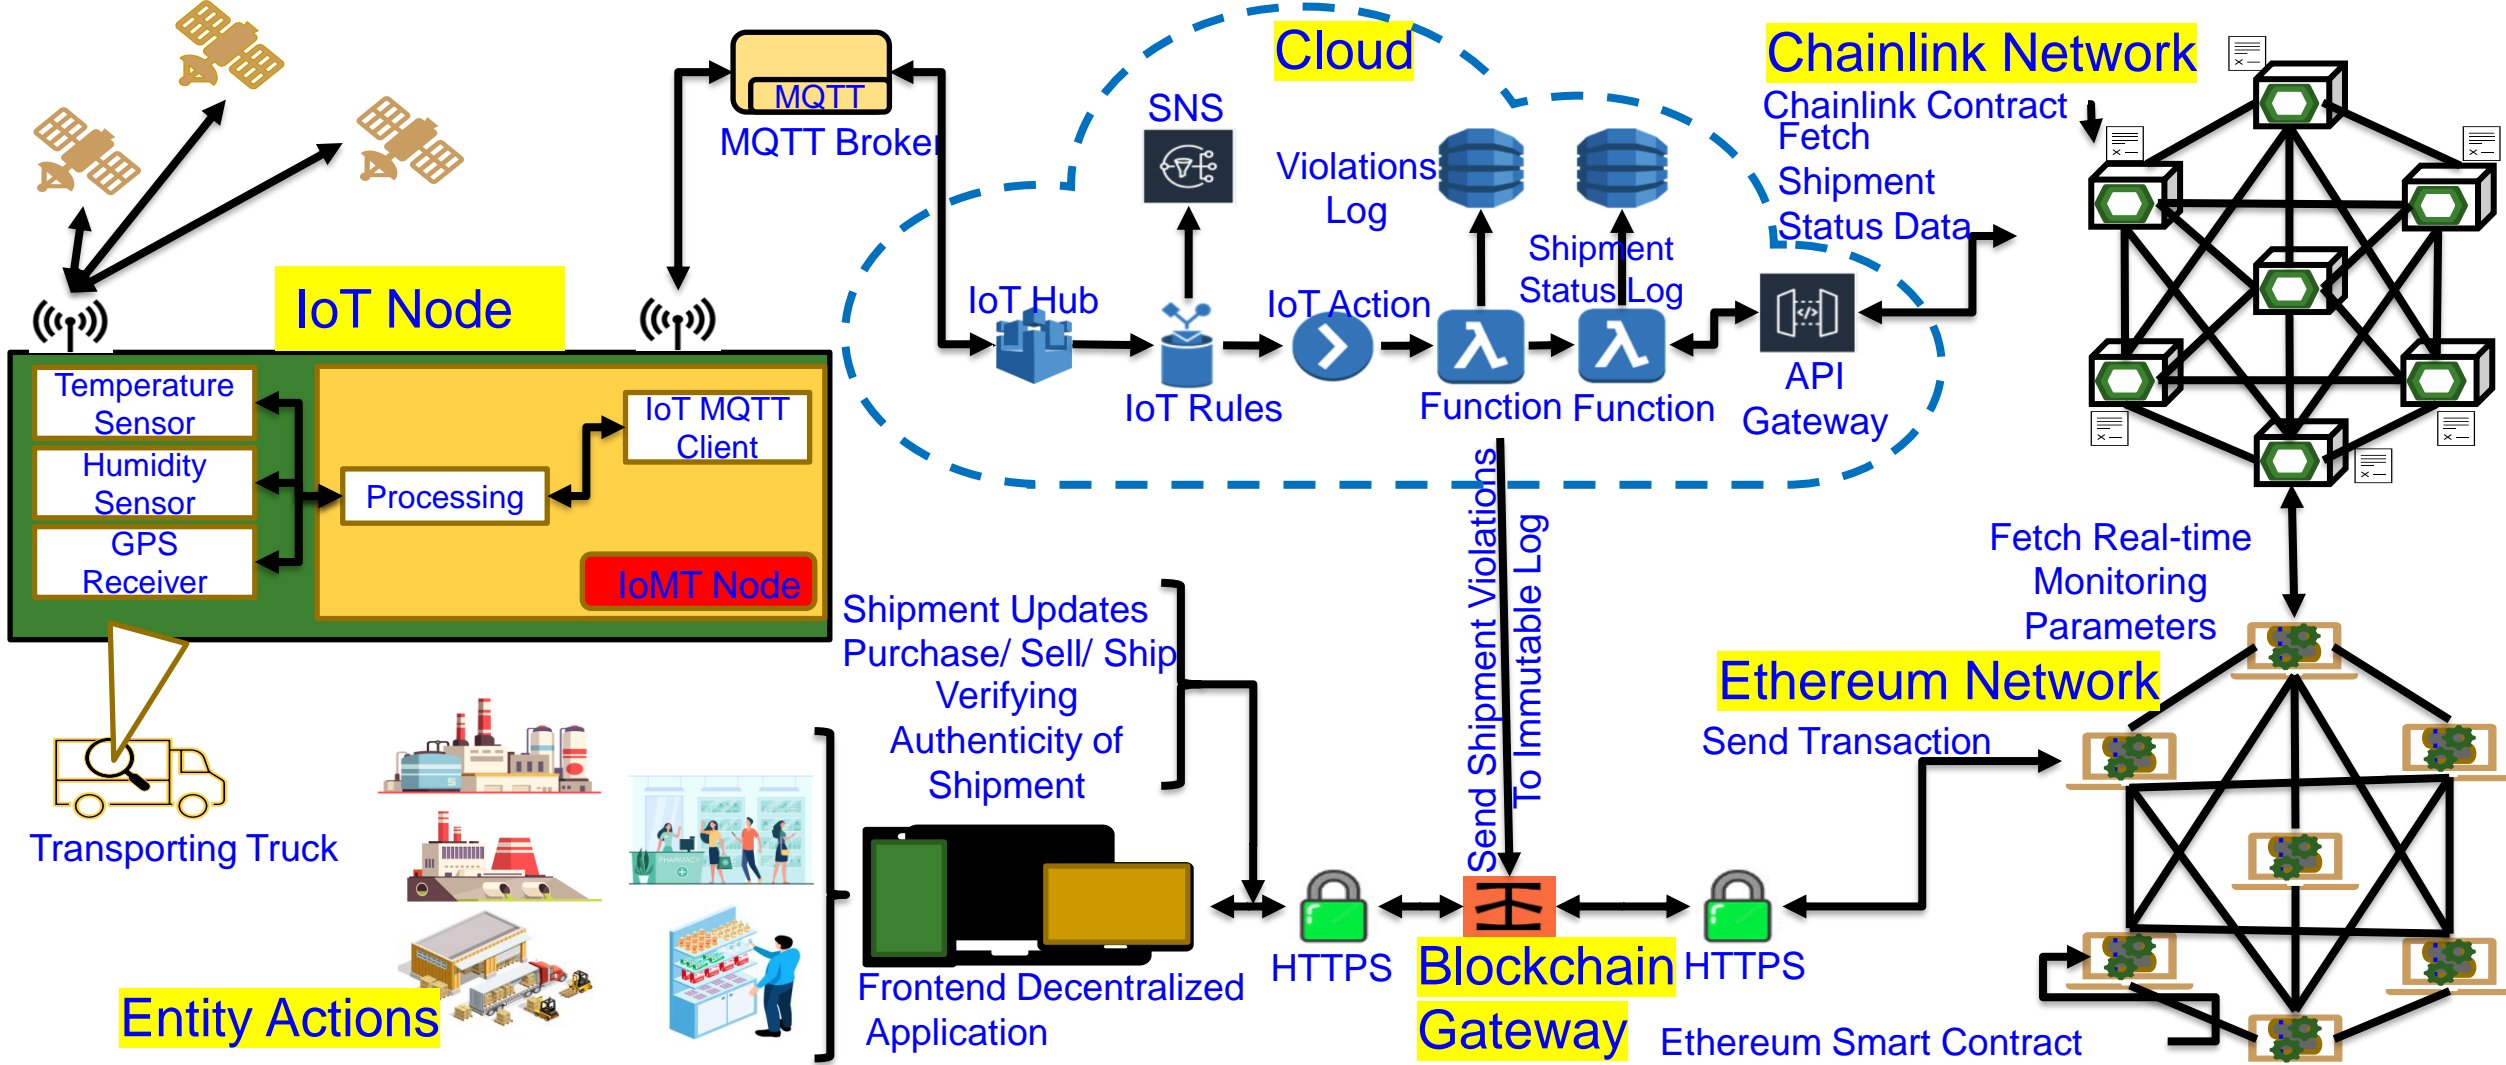 Cloud
Chainlink Network
MQTT
MQTT Broker
SNS
Violations
Log
Chainlink Contract
Fetch
Shipment
Status Data
Shipment
Status Log
IoT Node
IoT Hub
IoT Action
IoT Rules
Function
Function
API
Gateway
Temperature
Sensor
Humidity
Sensor
GPS
Receiver
IoT MQTT
Client
Processing
IoMT Node
Send Shipment Violations
To Immutable Log
Fetch Real-time
Monitoring
Parameters
Shipment Updates
Purchase/ Sell/ Ship
Verifying
Authenticity of
Shipment
Ethereum Network
Send Transaction
Transporting Truck
PHARMACY
Entity Actions
Frontend Decentralized
Application
HTTPS
Blockchain
Gateway
HTTPS
Ethereum Smart Contract